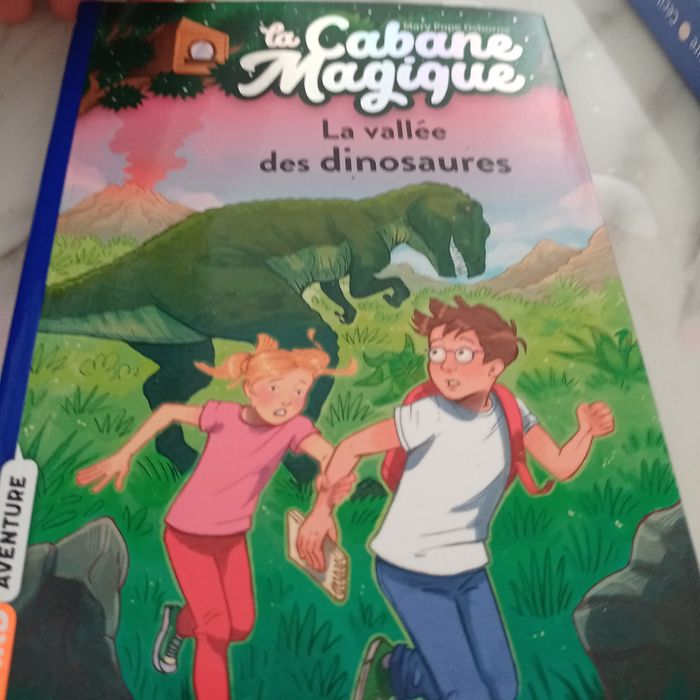 Mary Pope Osborne
la Cabane
Magique
La vallée
des dinosaures
AVENTURE